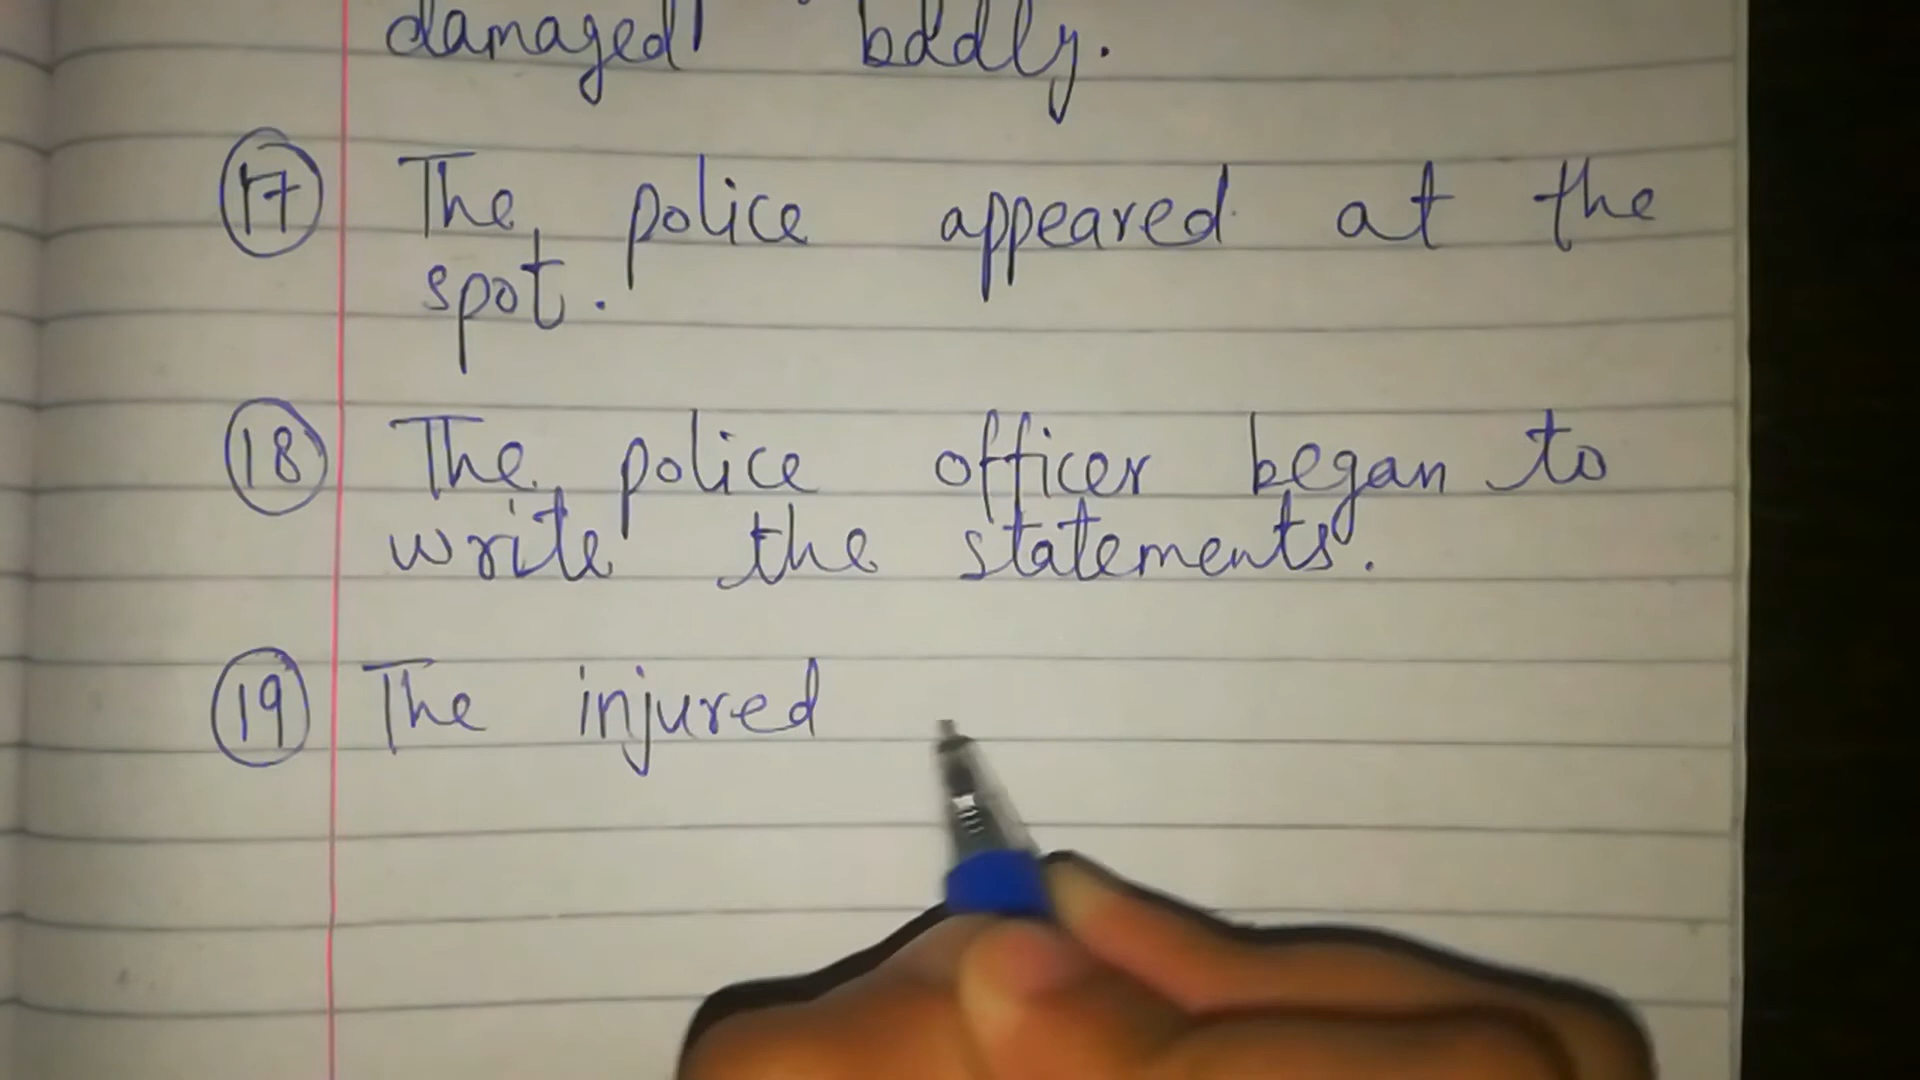 damaged badly.
17 The police appeared at the
spot.
18 The police officer began to
write the statements.
19 The injured